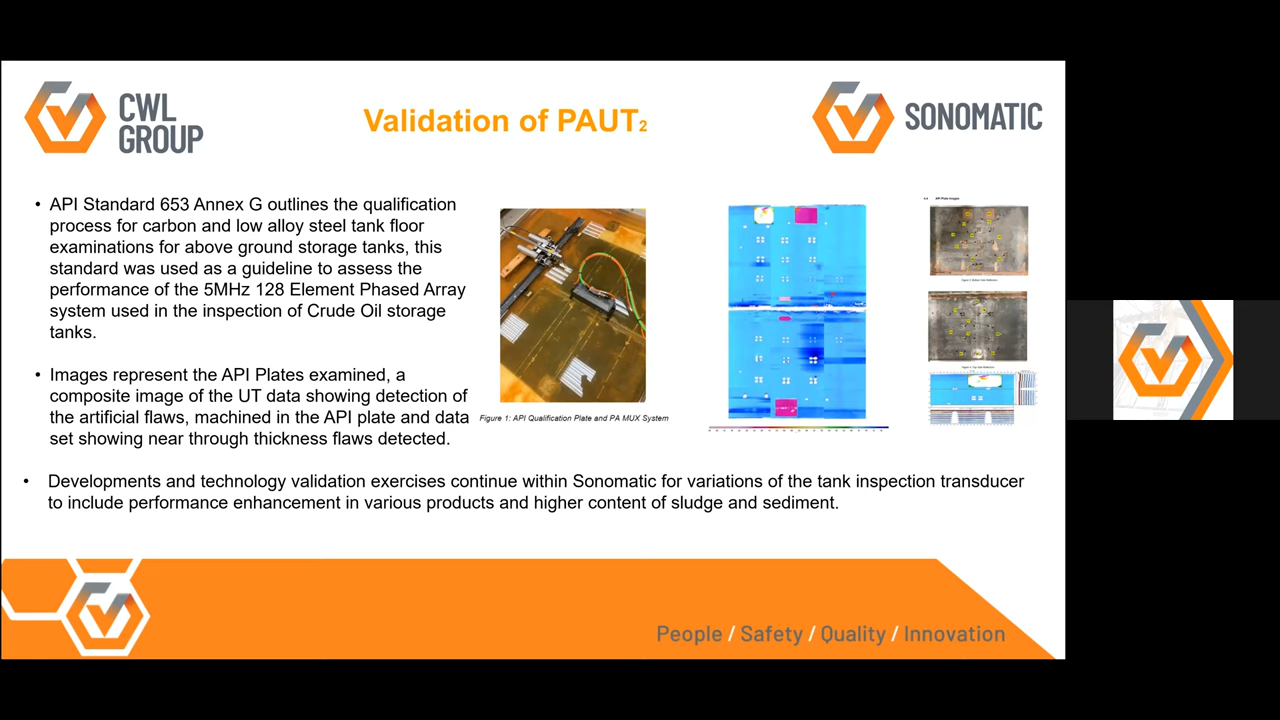 CWL
GROUP
Validation of PAUT2
SONOMATIC
• API Standard 653 Annex G outlines the qualification
process for carbon and low alloy steel tank floor
examinations for above ground storage tanks, this
standard was used as a guideline to assess the
performance of the 5MHz 128 Element Phased Array
system used in the inspection of Crude Oil storage
tanks.
• Images represent the API Plates examined, a
composite image of the UT data showing detection of
the artificial flaws, machined in the API plate and data
set showing near through thickness flaws detected.
Figure 1: API Qualification Plate and PA MUX System
API Plate Images
• Developments and technology validation exercises continue within Sonomatic for variations of the tank inspection transducer
to include performance enhancement in various products and higher content of sludge and sediment.
People / Safety / Quality / Innovation